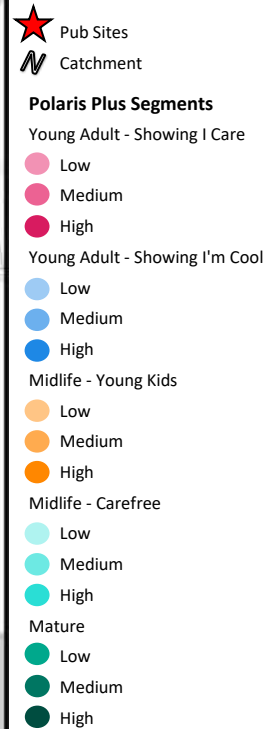 Pub Sites
Catchment
Polaris Plus Segments
Young Adult - Showing I Care
Low
Medium
High
Young Adult - Showing I'm Cool
Low
Medium
High
Midlife - Young Kids
Low
Medium
High
Midlife - Carefree
Low
Medium
High
Mature
Low
Medium
High